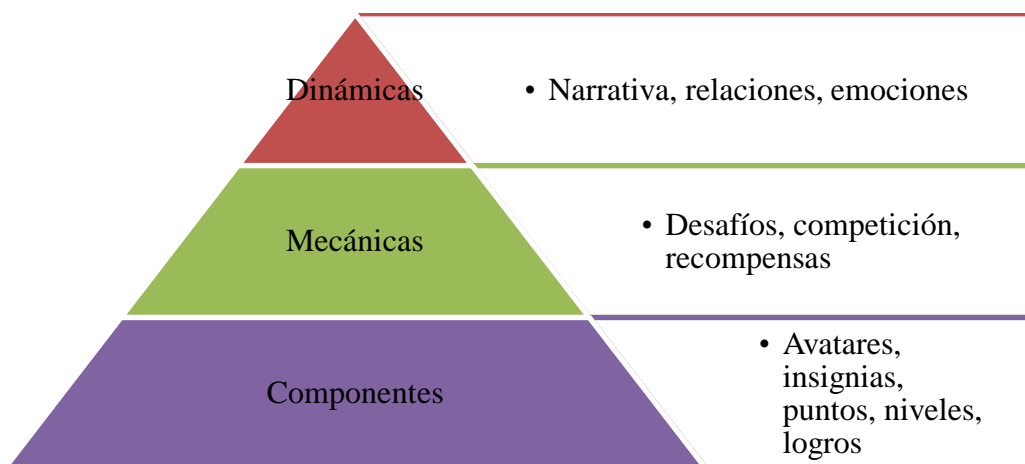 Dinámicas
• Narrativa, relaciones, emociones
Mecánicas
• Desafíos, competición,
recompensas
Componentes
• Avatares,
insignias,
puntos, niveles,
logros